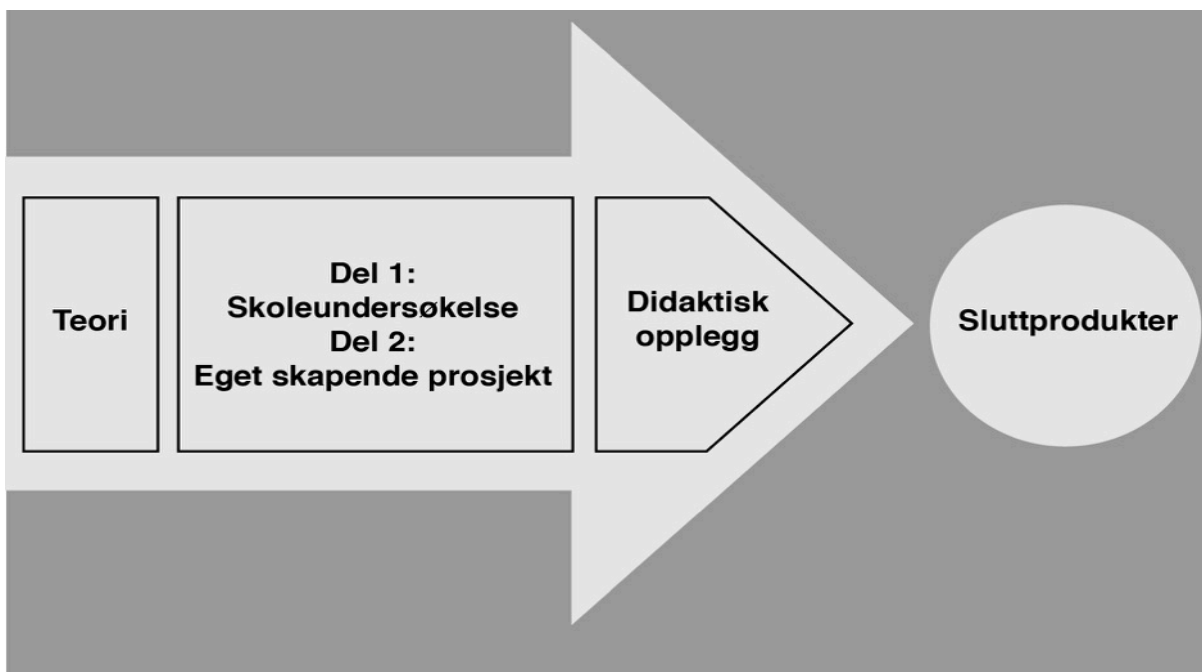 Teori
Del 1:
Skoleundersøkelse
Del 2:
Eget skapende prosjekt
Didaktisk
opplegg
Sluttprodukter